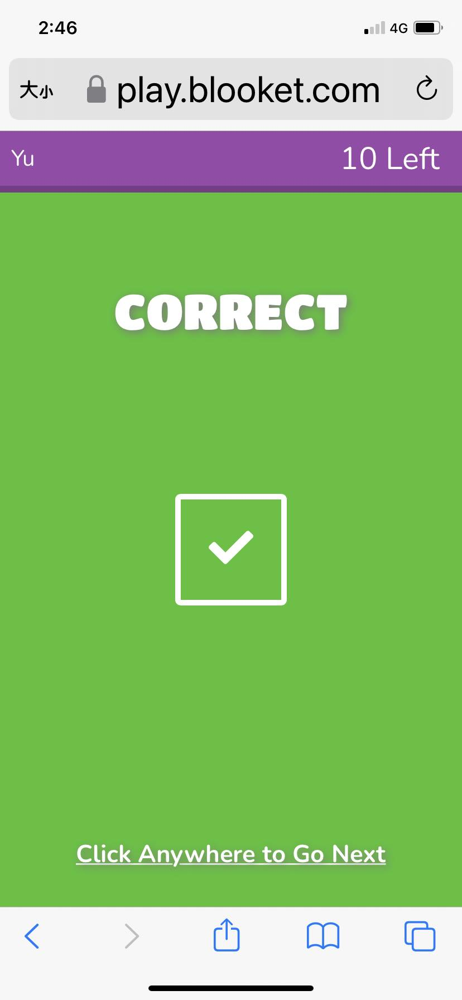 2:46
4G
大小
play.blooket.com
Yu
10 Left
CORRECT
Click Anywhere to Go Next